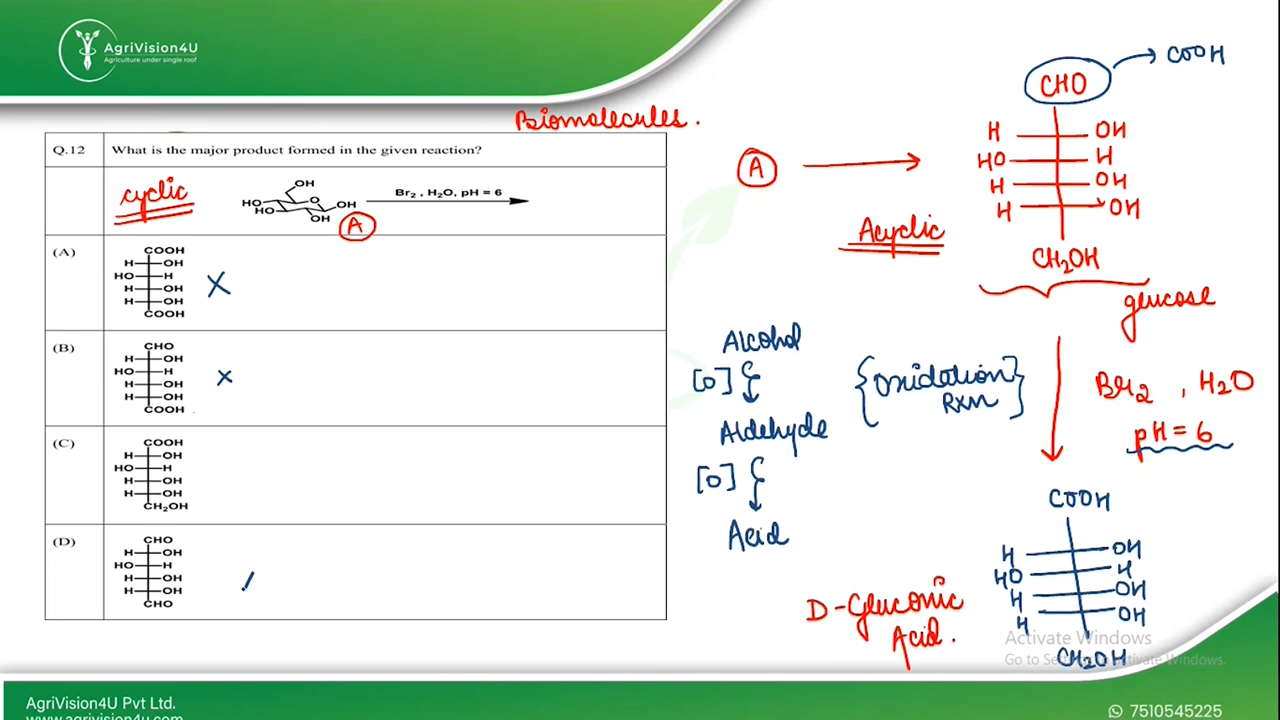 AgriVision4U
Agriculture under single roof
Biomolecules.
Q.12 What is the major product formed in the given reaction?
cyclic
OH
HO
HO
O
OH
OH
A
Br2 , H2O, pH = 6
(A)
COOH
H OH
HO H
H OH
H OH
COOH
X
(B)
CHO
H OH
HO H
H OH
H OH
COOH
X
(C)
COOH
H OH
HO H
H OH
H OH
CH2OH
(D)
CHO
H OH
HO H
H OH
H OH
CHO
A
Acyclic
CHO
COOH
H OH
HO H
H OH
H OH
CH2OH
glucose
Br2 , H2O
pH = 6
Alcohol
[O]
Aldehyde
[O]
Acid
{Oxidation
Rxn}
COOH
H OH
HO H
H OH
H OH
CH2OH
D-Gluconic
Acid.
Activate Windows
AgriVision4U Pvt Ltd.
www.agrivision4u.com
7510545225